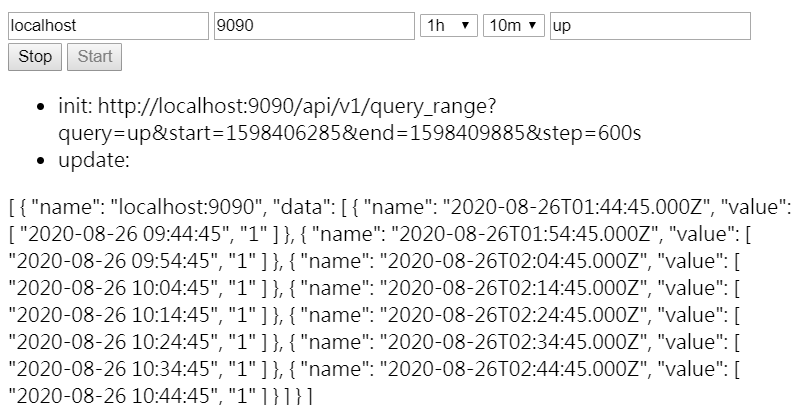 localhost 9090 1h 10m up
Stop Start
init: http://localhost:9090/api/v1/query_range?
query=up&start=1598406285&end=1598409885&step=600s
update:
[ { "name": "localhost:9090", "data": [ { "name": "2020-08-26T01:44:45.000Z", "value":
[ "2020-08-26 09:44:45", "1" ] }, { "name": "2020-08-26T01:54:45.000Z", "value": [
"2020-08-26 09:54:45", "1" ] }, { "name": "2020-08-26T02:04:45.000Z", "value": [
"2020-08-26 10:04:45", "1" ] }, { "name": "2020-08-26T02:14:45.000Z", "value": [
"2020-08-26 10:14:45", "1" ] }, { "name": "2020-08-26T02:24:45.000Z", "value": [
"2020-08-26 10:24:45", "1" ] }, { "name": "2020-08-26T02:34:45.000Z", "value": [
"2020-08-26 10:34:45", "1" ] }, { "name": "2020-08-26T02:44:45.000Z", "value": [
"2020-08-26 10:44:45", "1" ] } ] } ]